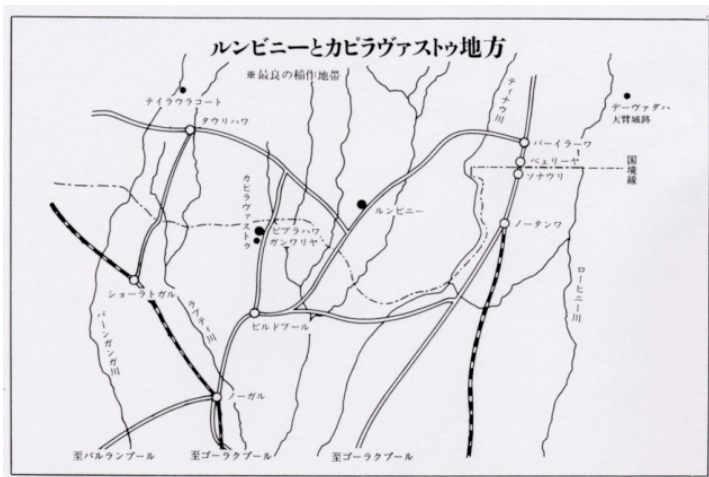 ルンビニーとカピラヴァストゥ地方
※最良の稲作地帯
テイラウラコート
タウリハワ
ティナウ川
デーヴァダハ
大臂城跡
バーイラーワ
ベェリーヤ
ソナウリ
国境線
カピラヴァストゥ
ピプラハワ
ガンワリヤ
ルンビニー
ノータンワ
ショーラトガル
バーンガンガ川
ラプティ川
ビルドプール
ローヒニー川
ノーガル
至バルランプール
至ゴーラクプール
至ゴーラクプール